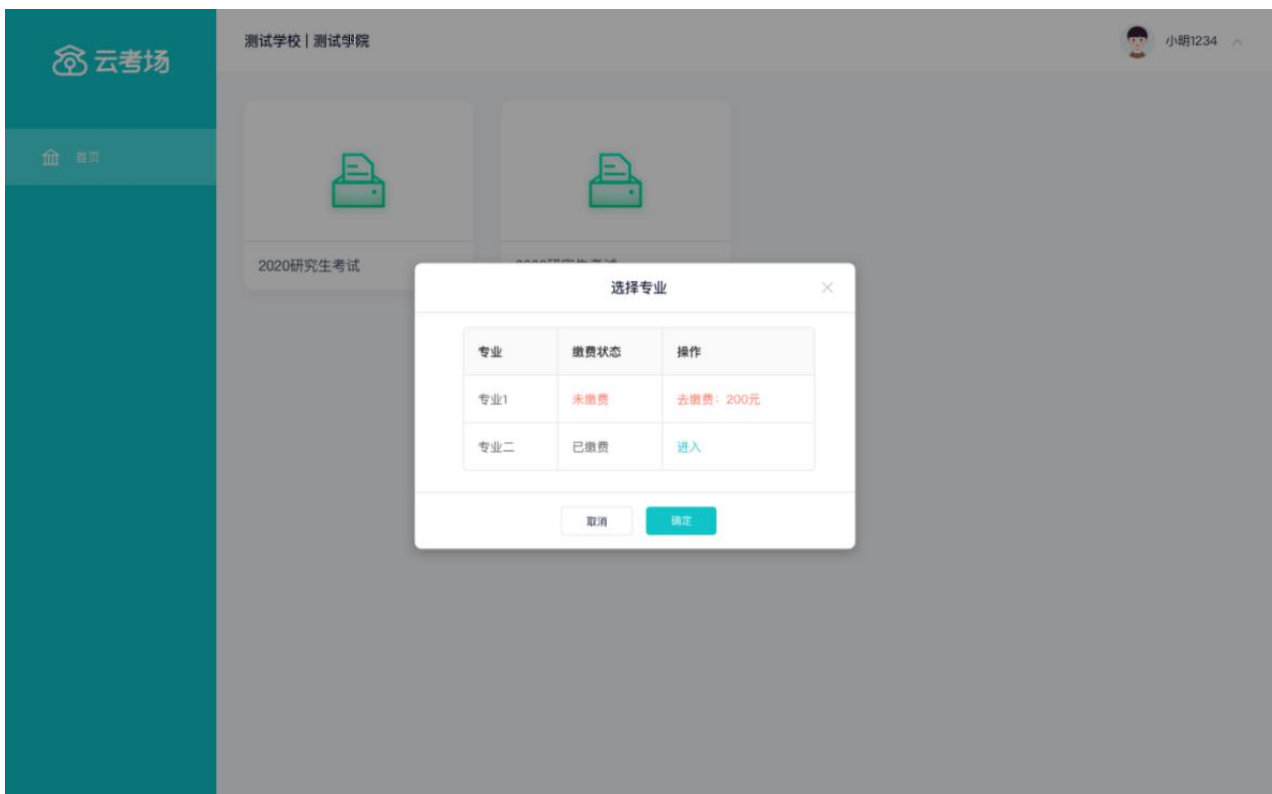 云考场
测试学校 | 测试学院
小明1234
首页
2020研究生考试
选择专业
专业 缴费状态 操作
专业1 未缴费 去缴费：200元
专业二 已缴费 进入
取消 确定